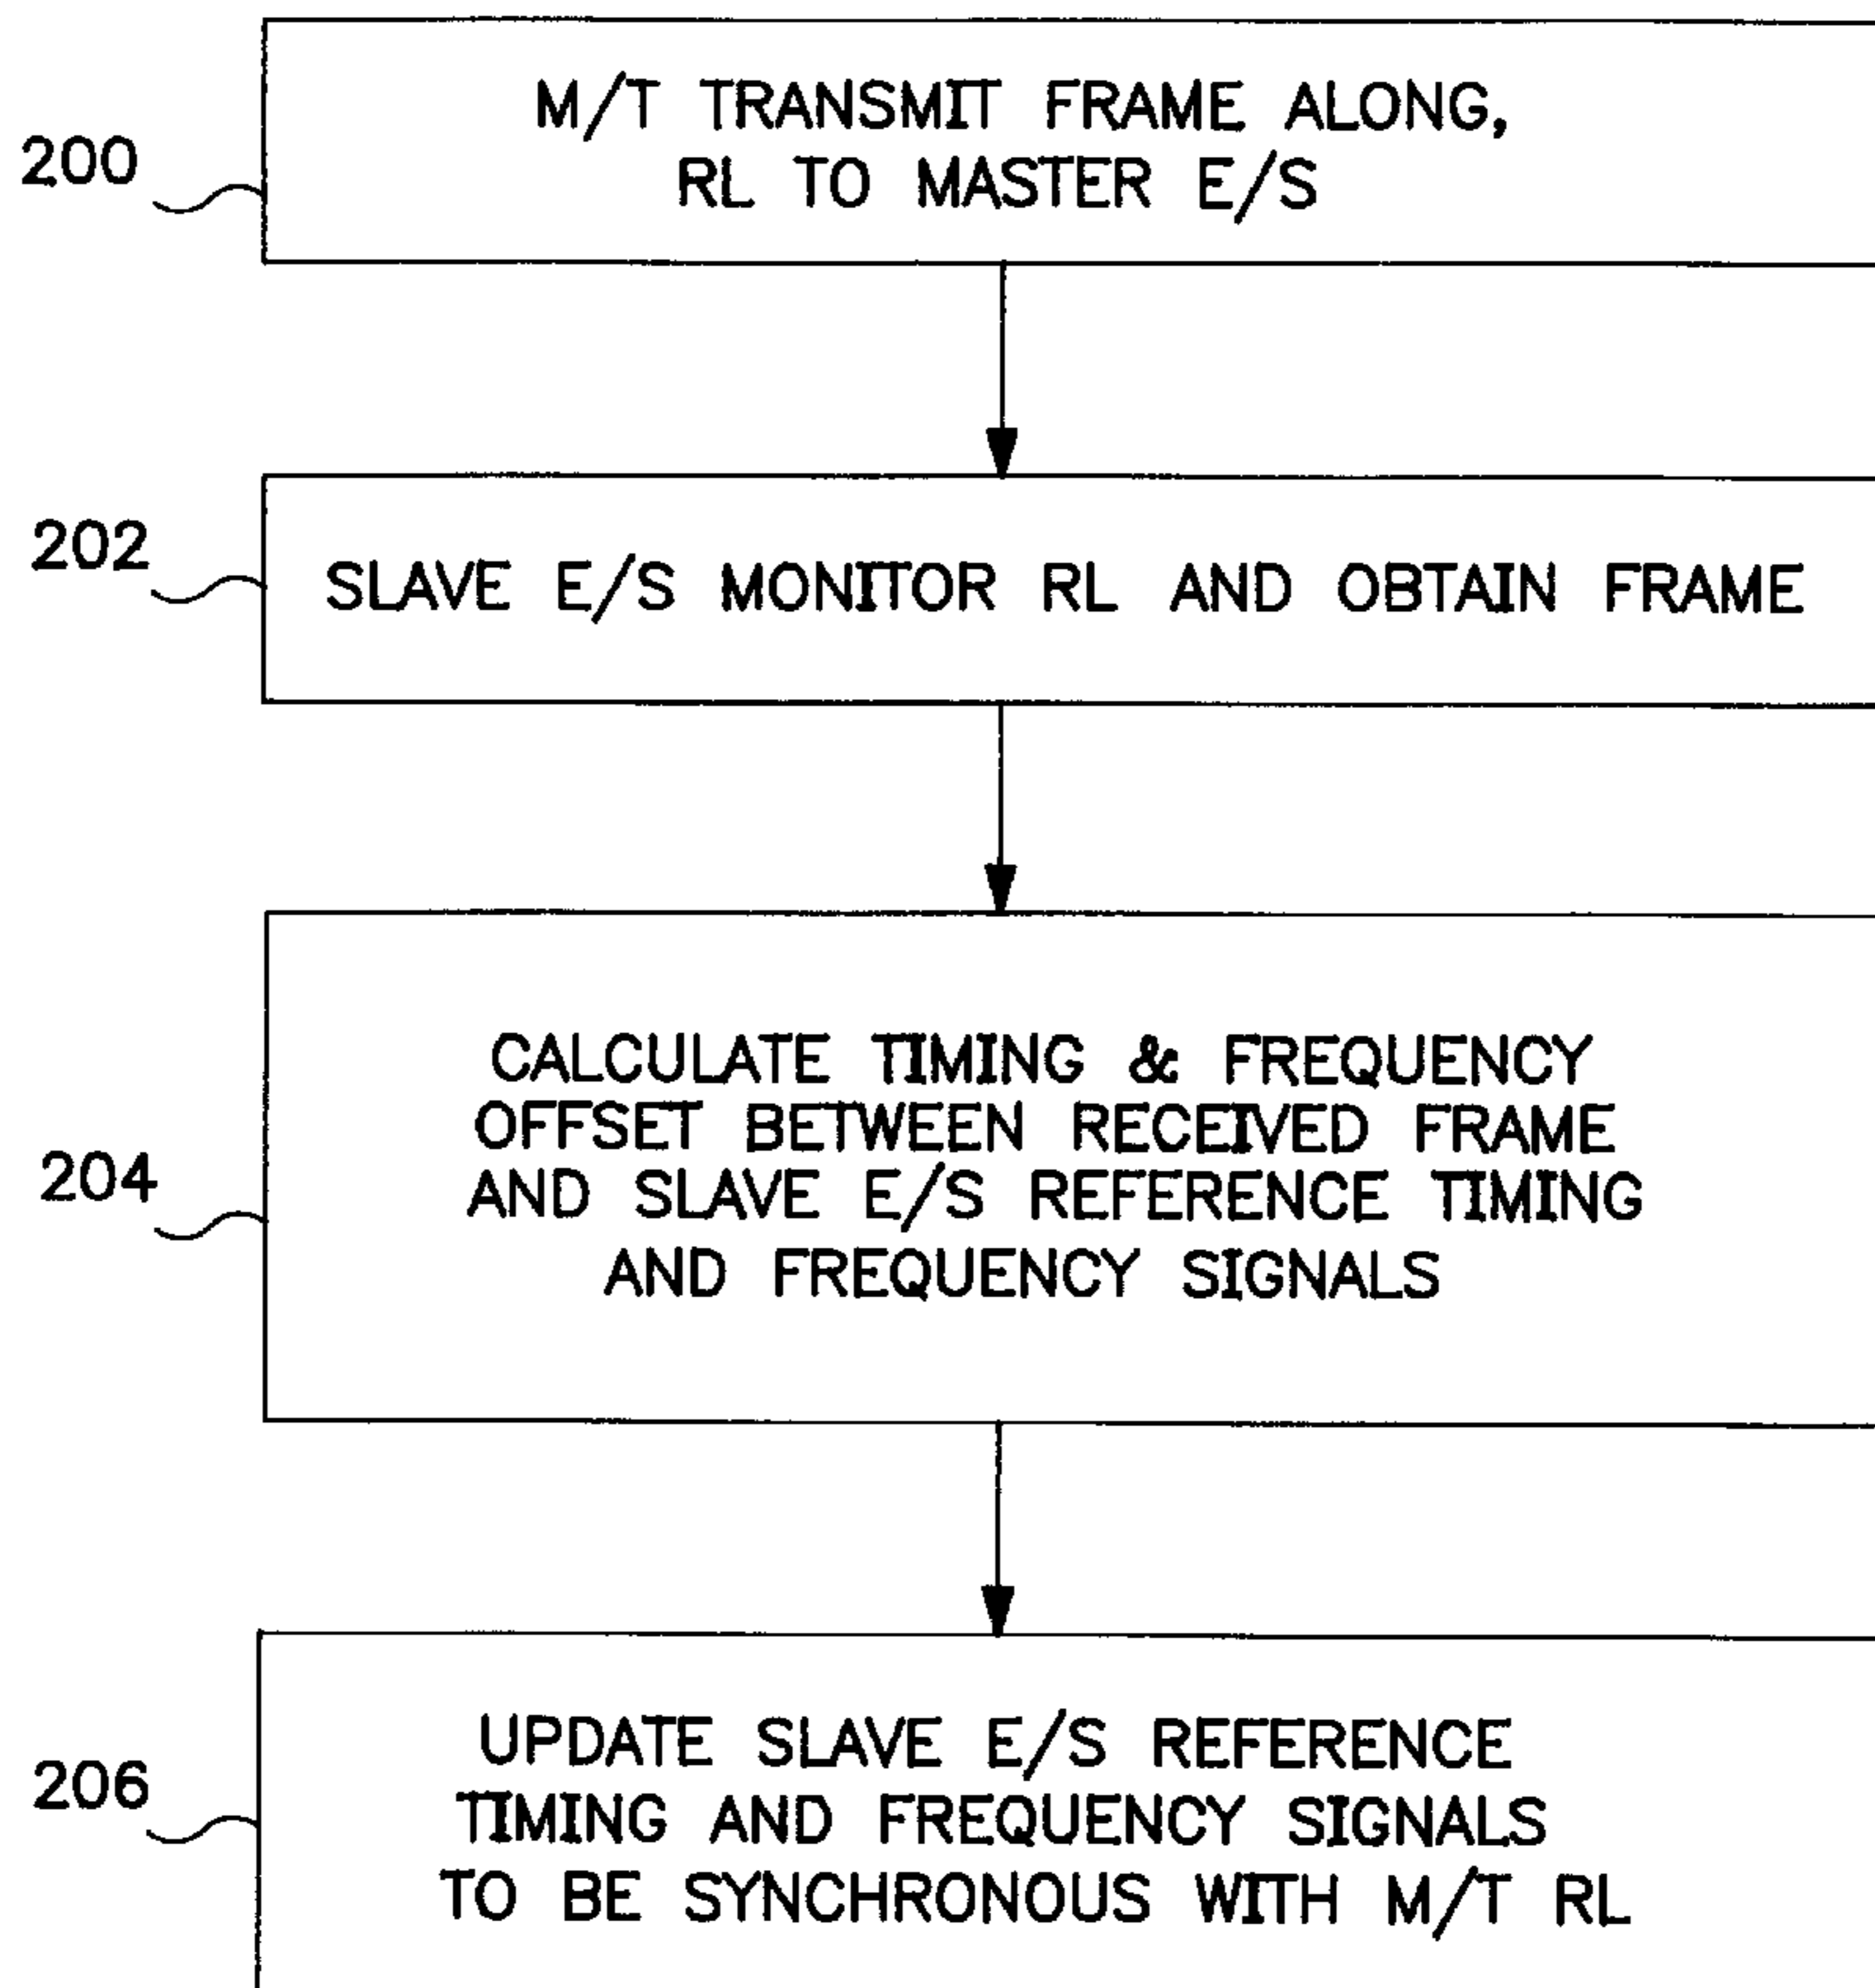 M/T TRANSMIT FRAME ALONG,
RL TO MASTER E/S
200
202
SLAVE E/S MONITOR RL AND OBTAIN FRAME
CALCULATE TIMING & FREQUENCY
OFFSET BETWEEN RECEIVED FRAME
AND SLAVE E/S REFERENCE TIMING
AND FREQUENCY SIGNALS
204
UPDATE SLAVE E/S REFERENCE
TIMING AND FREQUENCY SIGNALS
TO BE SYNCHRONOUS WITH M/T RL
206